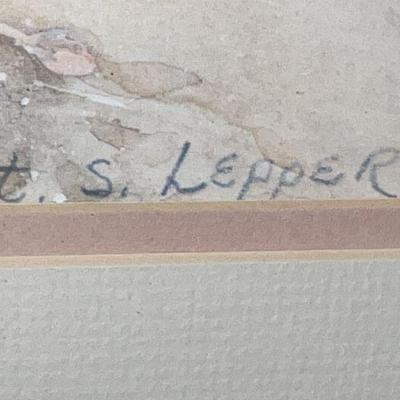 t. S. LEppER